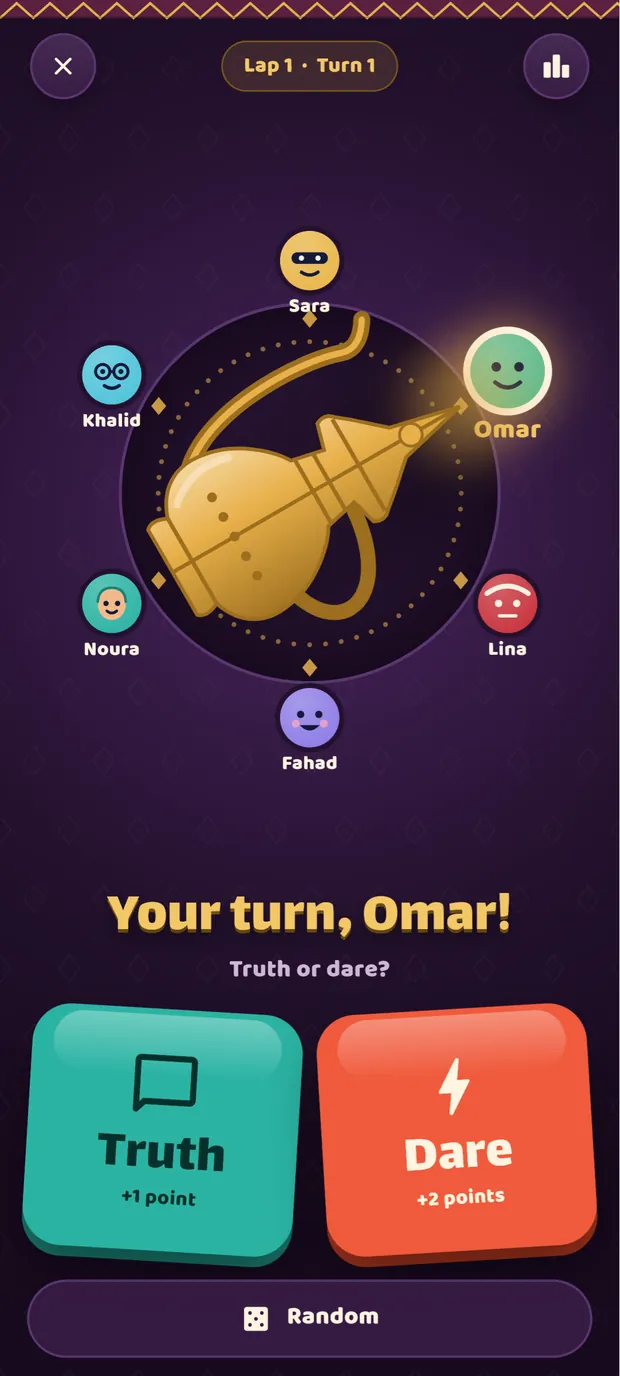 Lap 1 · Turn 1
Sara
Omar
Khalid
Noura
Lina
Fahad
Your turn, Omar!
Truth or dare?
Truth
+1 point
Dare
+2 points
Random